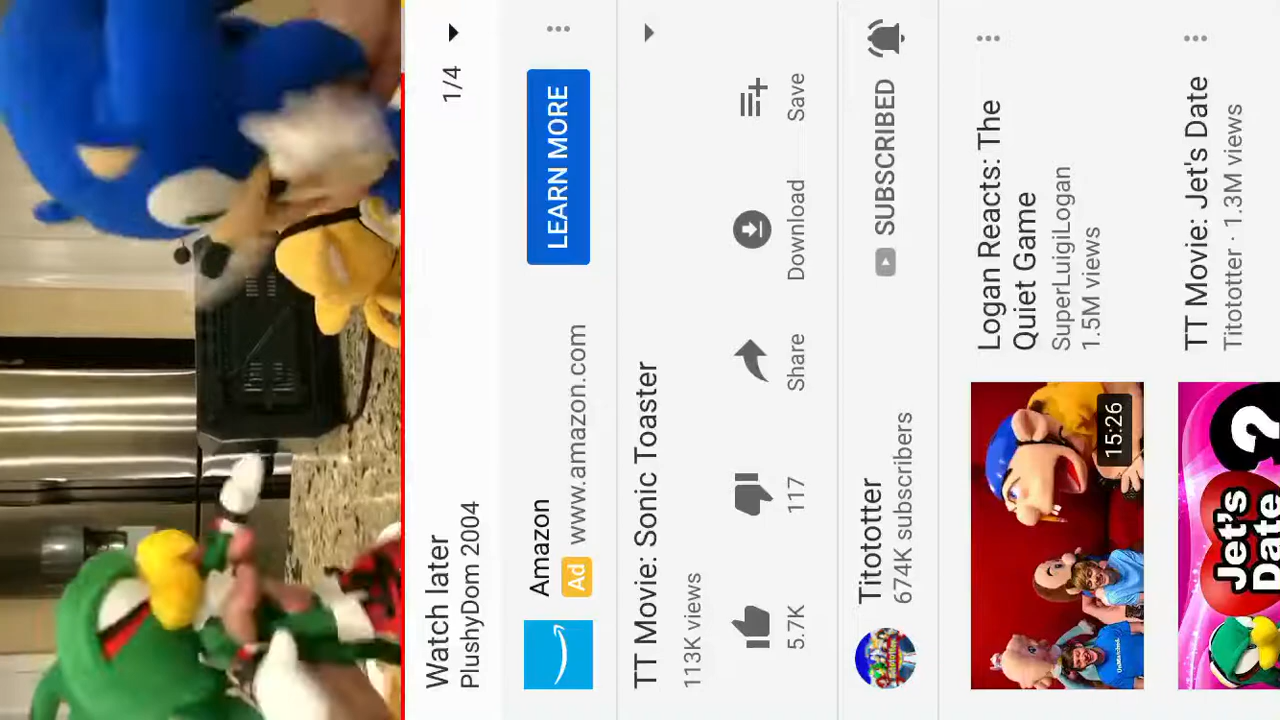 Watch later
PlushyDom 2004
1/4
Amazon
Ad www.amazon.com
LEARN MORE
TT Movie: Sonic Toaster
113K views
5.7K
117
Share
Download
Save
Titototter
674K subscribers
SUBSCRIBED
15:26
Logan Reacts: The
Quiet Game
SuperLuigiLogan
1.5M views
Jet's
Date
?
TT Movie: Jet's Date
Titototter · 1.3M views